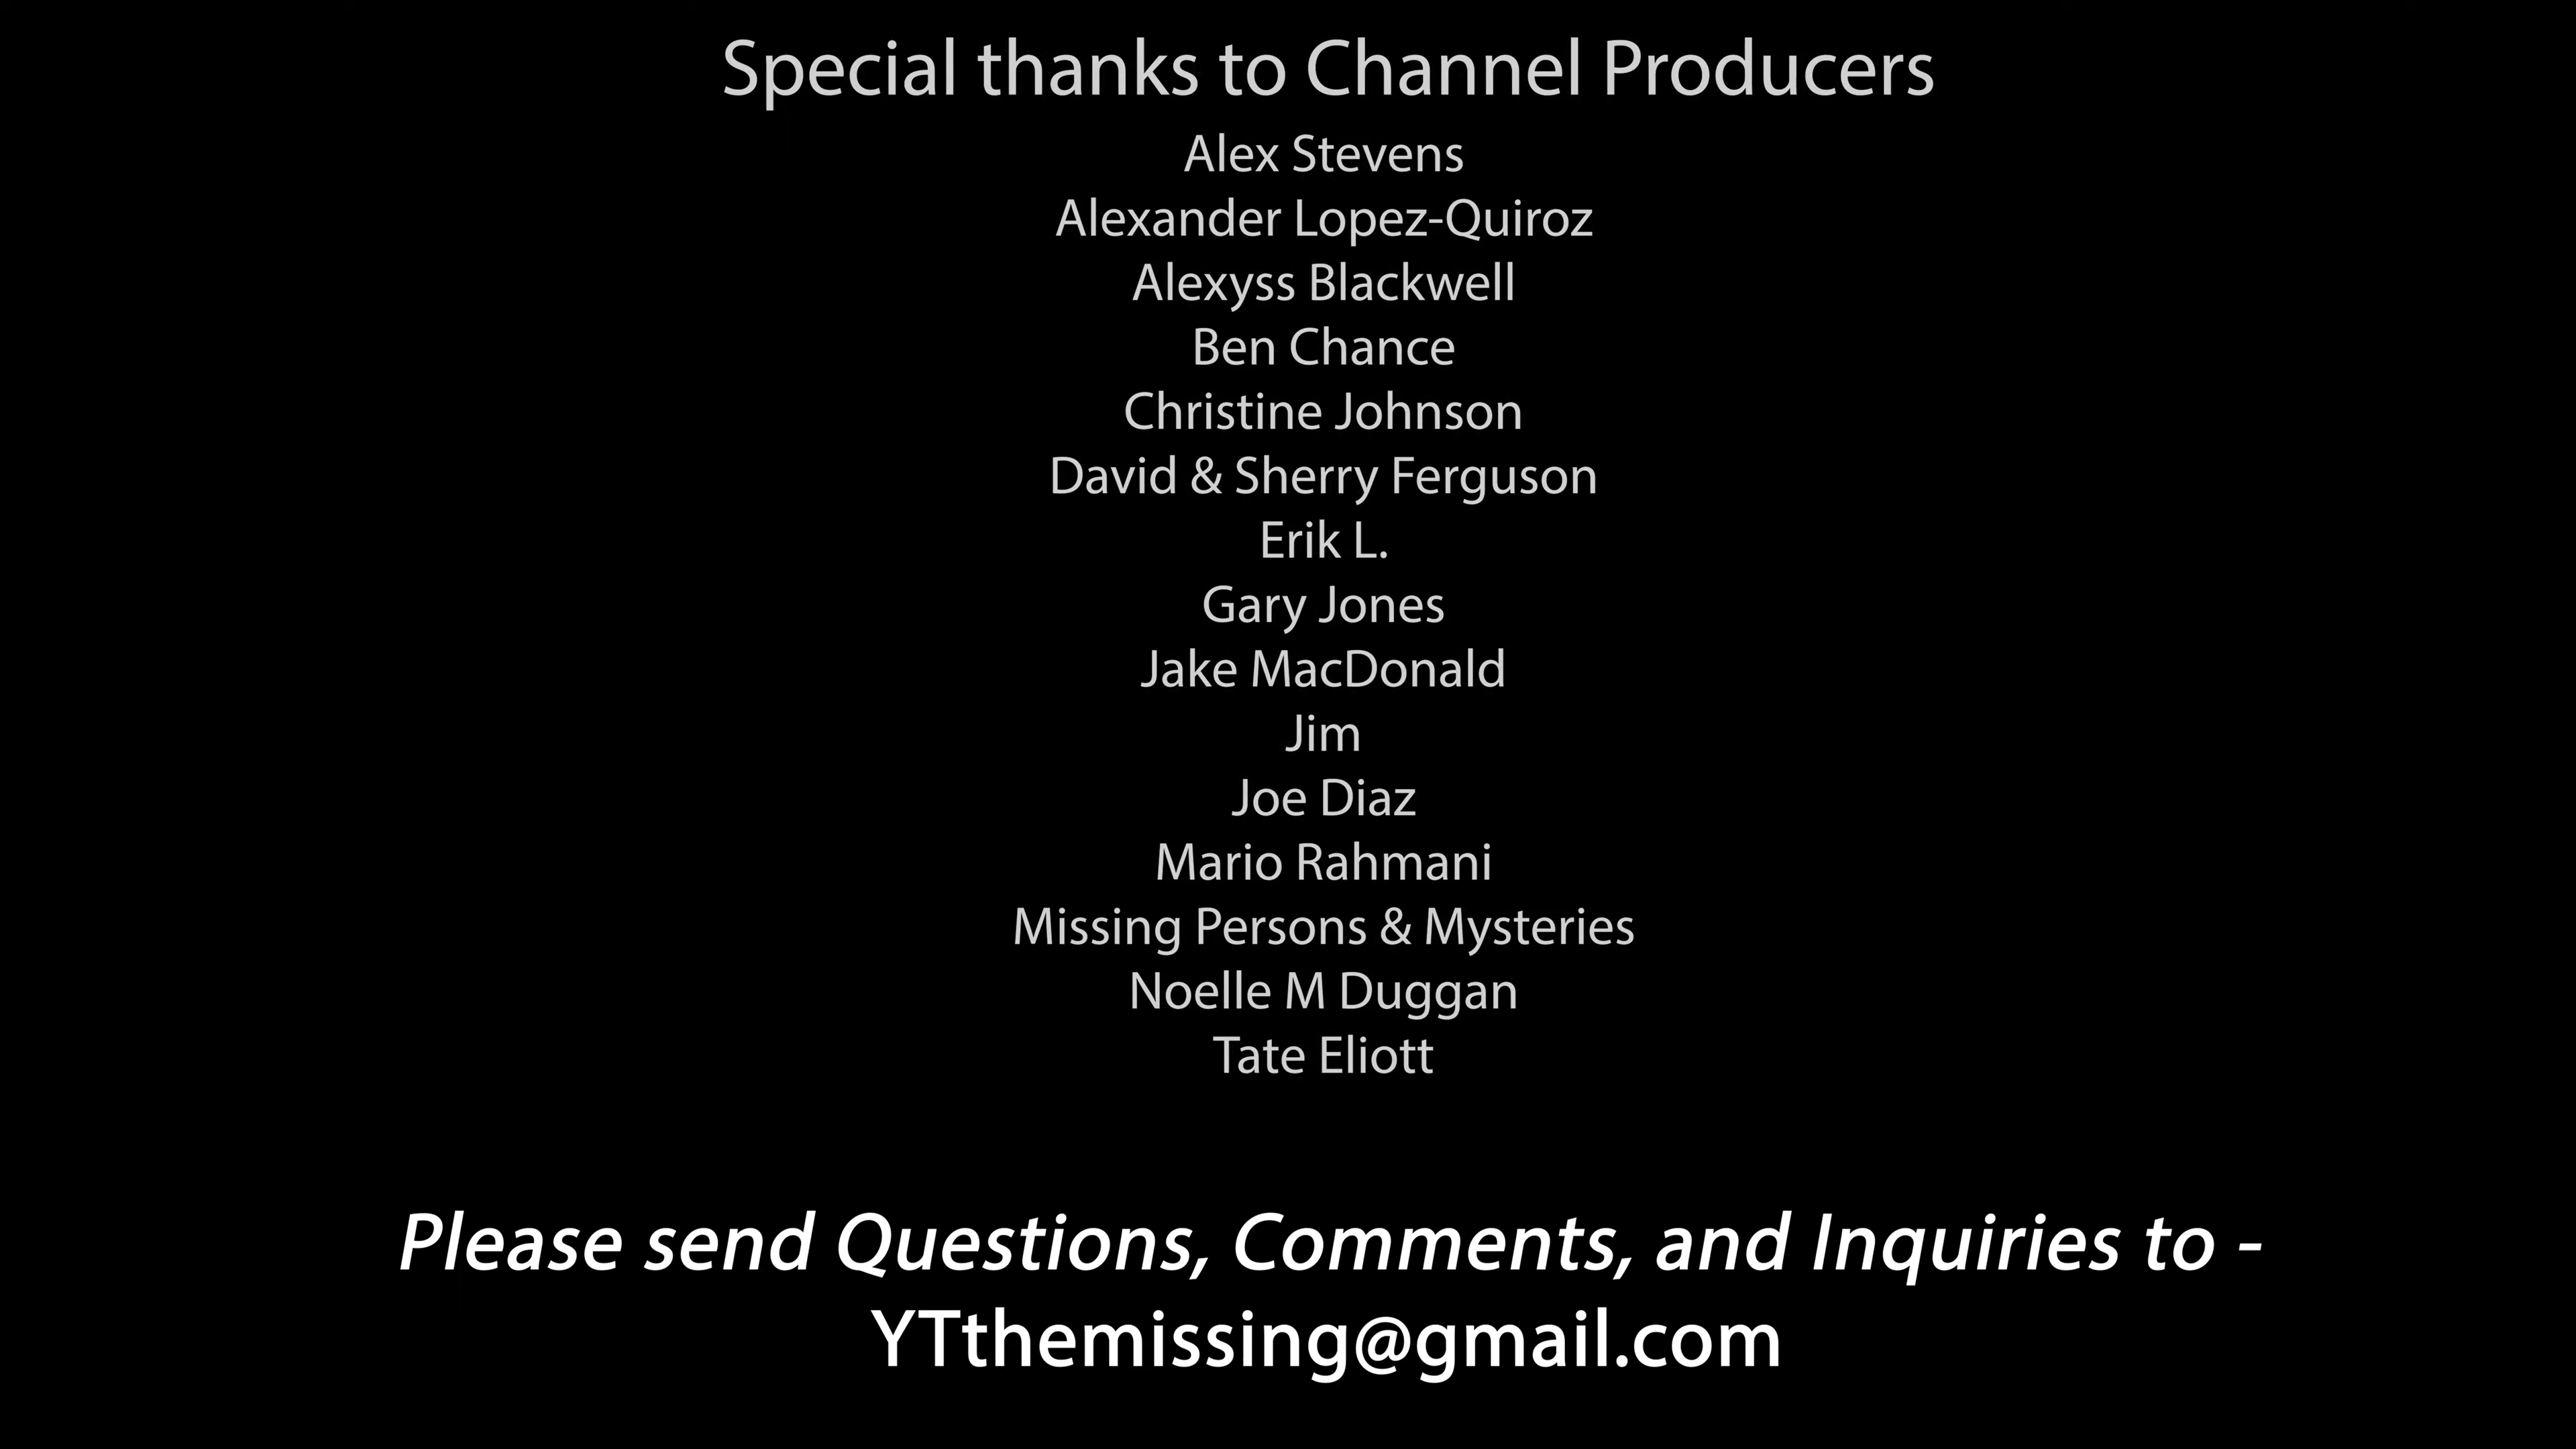 Special thanks to Channel Producers
Alex Stevens
Alexander Lopez-Quiroz
Alexyss Blackwell
Ben Chance
Christine Johnson
David & Sherry Ferguson
Erik L.
Gary Jones
Jake MacDonald
Jim
Joe Diaz
Mario Rahmani
Missing Persons & Mysteries
Noelle M Duggan
Tate Eliott
Please send Questions, Comments, and Inquiries to -
YTthemissing@gmail.com